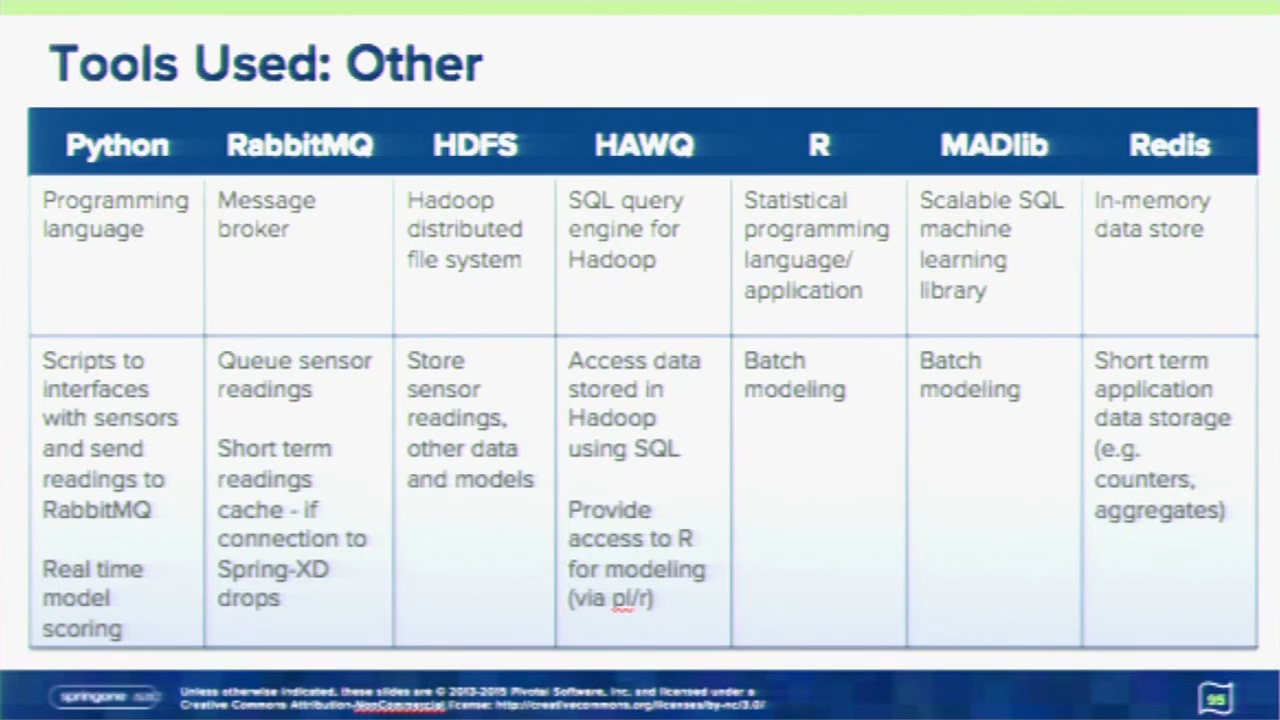 Tools Used: Other
Python RabbitMQ HDFS HAWQ R MADlib Redis
Programming
language
Message
broker
Hadoop
distributed
file system
SQL query
engine for
Hadoop
Statistical
programming
language/
application
Scalable SQL
machine
learning
library
In-memory
data store
Scripts to
interfaces
with sensors
and send
readings to
RabbitMQ
Real time
model
scoring
Queue sensor
readings
Short term
readings
cache - if
connection to
Spring-XD
drops
Store
sensor
readings,
other data
and models
Access data
stored in
Hadoop
using SQL
Provide
access to R
for modeling
(via pl/r)
Batch
modeling
Batch
modeling
Short term
application
data storage
(e.g.
counters,
aggregates)
springone
Unless otherwise indicated, these slides are © 2013-2015 Pivotal Software, Inc. and licensed under a
Creative Commons Attribution-NonCommercial license: http://creativecommons.org/licenses/by-nc/3.0/
95